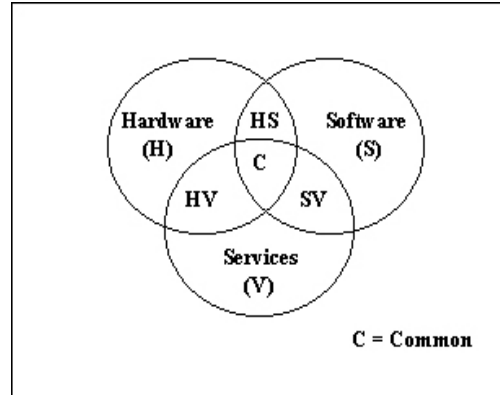 Hardware
(H)
HS
Software
(S)
C
HV
SV
Services
(V)
C = Common